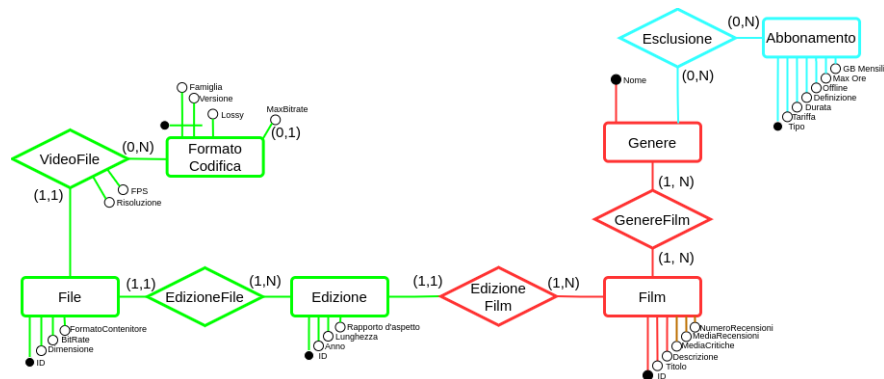 Esclusione
(0,N)
Abbonamento
(0,N)
GB Mensili
Max Ore
Offline
Definizione
Durata
Tariffa
Tipo
Nome
Genere
(1, N)
GenereFilm
(1, N)
Famiglia
Versione
Lossy
MaxBitrate
(0,1)
VideoFile
(0,N)
Formato
Codifica
(1,1)
FPS
Risoluzione
File
(1,1)
EdizioneFile
(1,N)
Edizione
(1,1)
Edizione
Film
(1,N)
Film
FormatoContenitore
BitRate
Dimensione
ID
Rapporto d'aspetto
Lunghezza
Anno
ID
NumeroRecensioni
MediaRecensioni
MediaCritiche
Descrizione
Titolo
ID